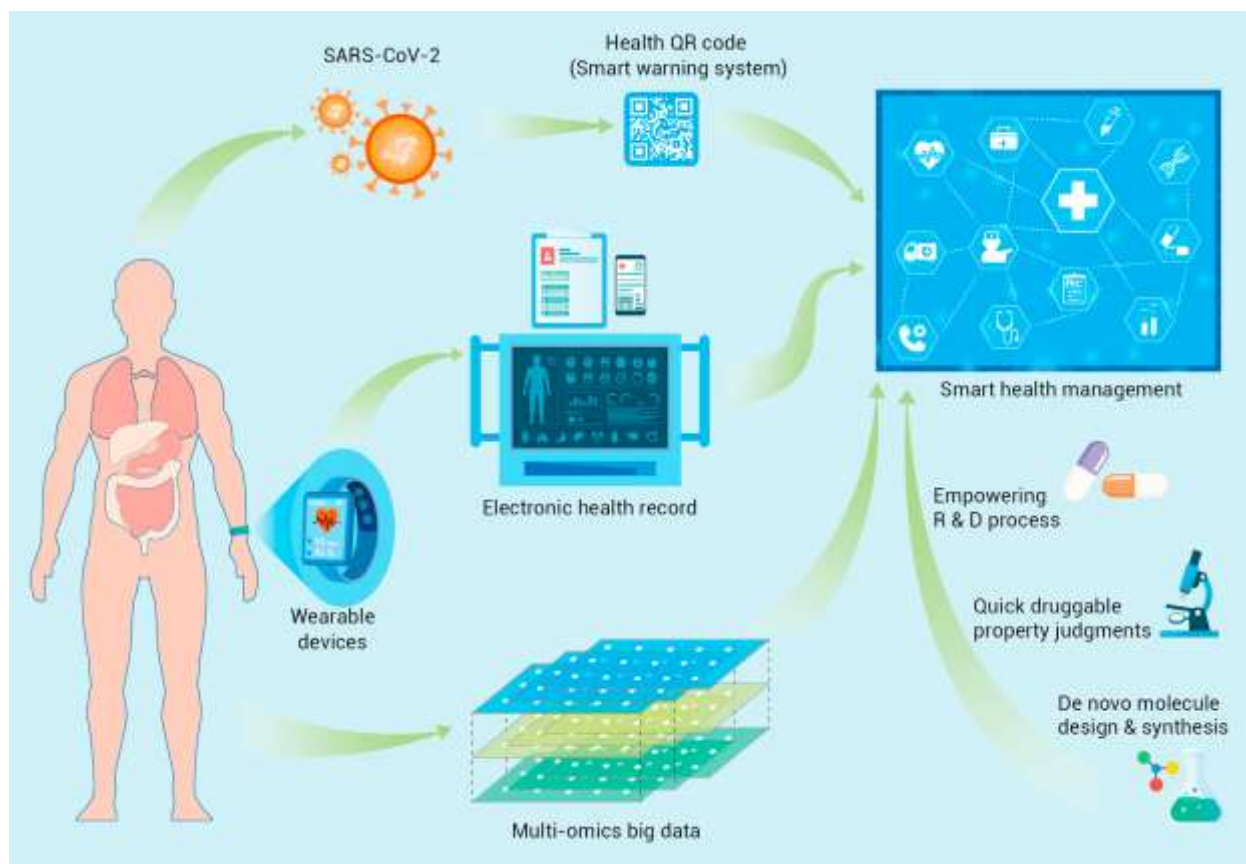 SARS-CoV-2
Health QR code
(Smart warning system)
Smart health management
Electronic health record
Wearable
devices
Empowering
R & D process
Quick druggable
property judgments
De novo molecule
design & synthesis
Multi-omics big data